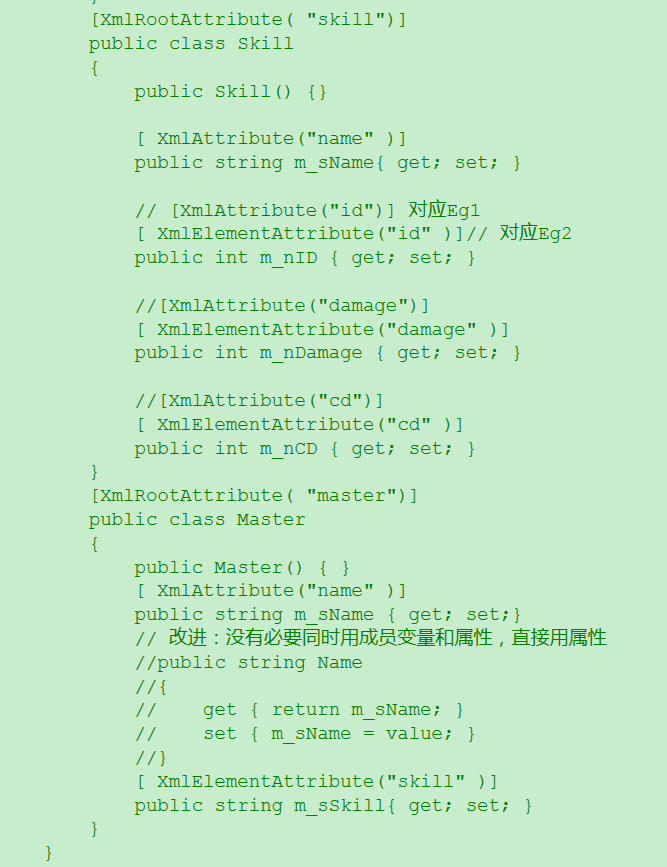 }
[XmlRootAttribute( "skill")]
public class Skill
{
public Skill() {}
[ XmlAttribute("name" )]
public string m_sName{ get; set; }
// [XmlAttribute("id")] 对应Eg1
[ XmlElementAttribute("id" )]// 对应Eg2
public int m_nID { get; set; }
//[XmlAttribute("damage")]
[ XmlElementAttribute("damage" )]
public int m_nDamage { get; set; }
//[XmlAttribute("cd")]
[ XmlElementAttribute("cd" )]
public int m_nCD { get; set; }
}
[XmlRootAttribute( "master")]
public class Master
{
public Master() { }
[ XmlAttribute("name" )]
public string m_sName { get; set;}
// 改进：没有必要同时用成员变量和属性，直接用属性
//public string Name
//{
//    get { return m_sName; }
//    set { m_sName = value; }
//}
[ XmlElementAttribute("skill" )]
public string m_sSkill{ get; set; }
}
}